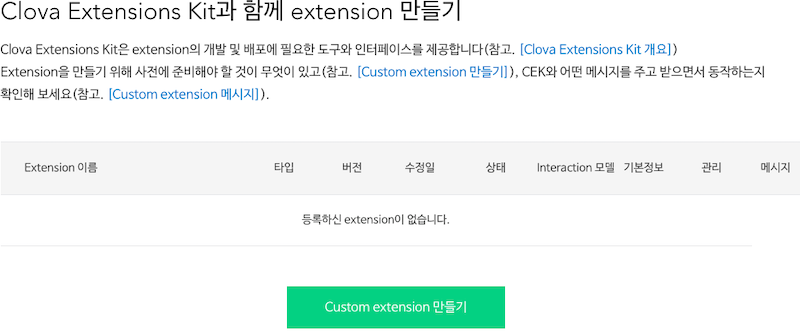 Clova Extensions Kit과 함께 extension 만들기
Clova Extensions Kit은 extension의 개발 및 배포에 필요한 도구와 인터페이스를 제공합니다(참고. [Clova Extensions Kit 개요])
Extension을 만들기 위해 사전에 준비해야 할 것이 무엇이 있고(참고. [Custom extension 만들기]), CEK와 어떤 메시지를 주고 받으면서 동작하는지
확인해 보세요(참고. [Custom extension 메시지]).
Extension 이름 타입 버전 수정일 상태 Interaction 모델 기본정보 관리 메시지
등록하신 extension이 없습니다.
Custom extension 만들기